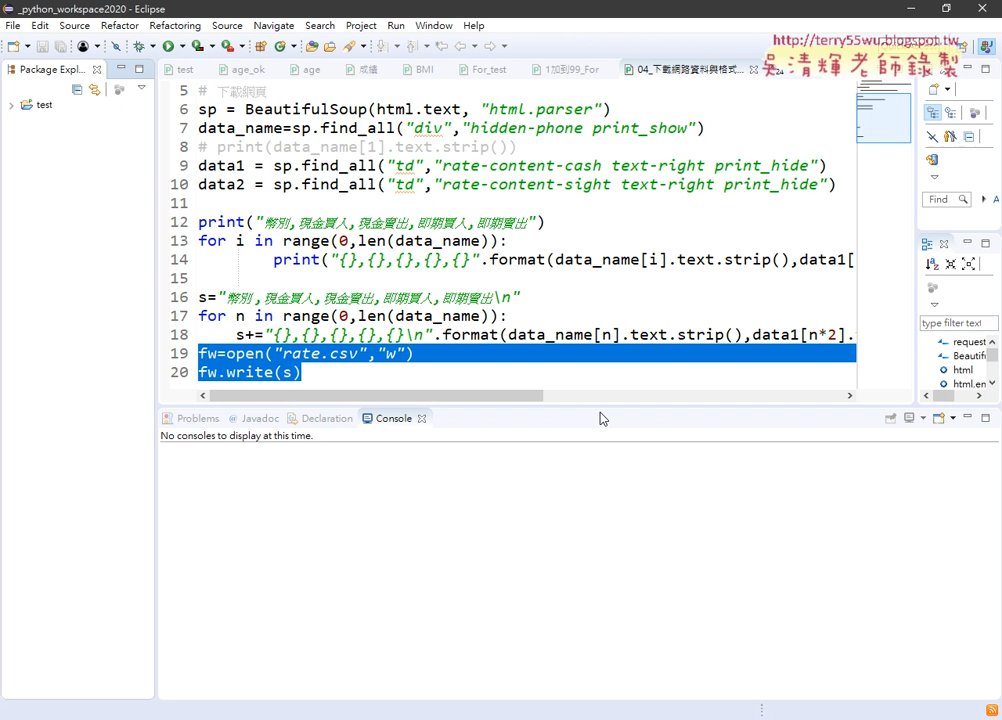 _python_workspace2020 - Eclipse
File Edit Source Refactor Refactoring Source Navigate Search Project Run Window Help
http://terry55wu.blogspot.tw
吳清輝老師錄製
Package Expl...
test age_ok age 成績 BMI For_test 1加到99_For 04_下載網路資料與格式...
test
5 # 下載網頁
6 sp = BeautifulSoup(html.text, "html.parser")
7 data_name=sp.find_all("div","hidden-phone print_show")
8 # print(data_name[1].text.strip())
9 data1 = sp.find_all("td","rate-content-cash text-right print_hide")
10 data2 = sp.find_all("td","rate-content-sight text-right print_hide")
11
12 print("幣別,現金買入,現金賣出,即期買入,即期賣出")
13 for i in range(0,len(data_name)):
14 print("{},{},{},{},{}".format(data_name[i].text.strip(),data1[
15
16 s="幣別,現金買入,現金賣出,即期買入,即期賣出\n"
17 for n in range(0,len(data_name)):
18 s+="{},{},{},{},{}\n".format(data_name[n].text.strip(),data1[n*2].
19 fw=open("rate.csv","w")
20 fw.write(s)
Find
A
type filter text
request
Beautif
html
html.en
Problems Javadoc Declaration Console
No consoles to display at this time.